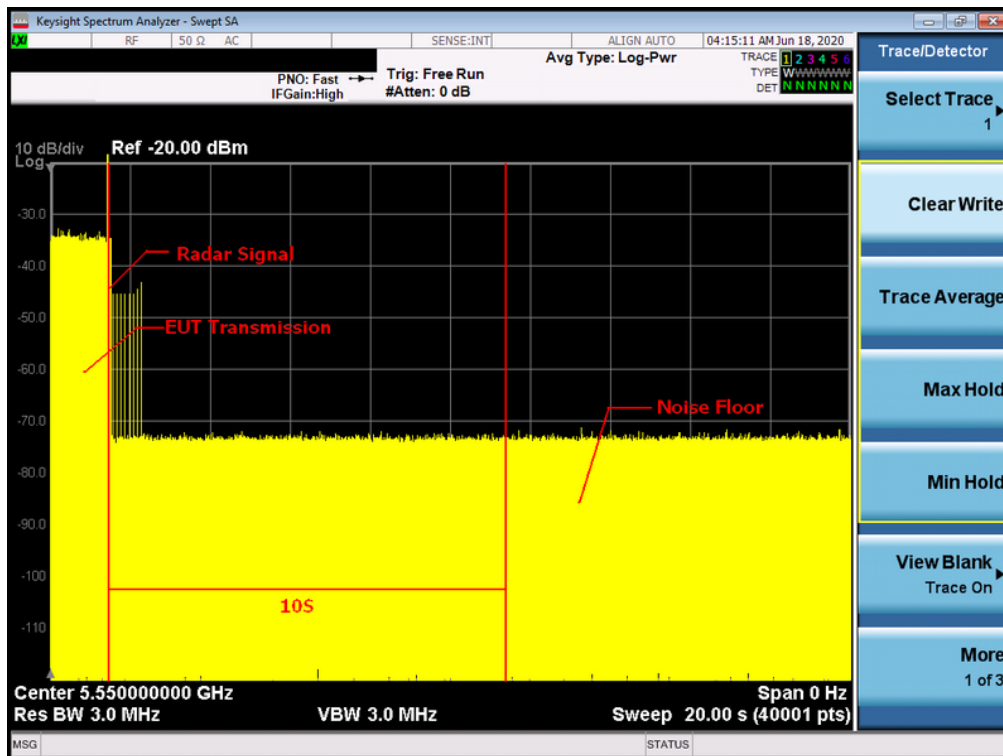 Keysight Spectrum Analyzer - Swept SA
LXI RF 50 Ω AC SENSE:INT ALIGN AUTO 04:15:11 AM Jun 18, 2020
PNO: Fast Trig: Free Run Avg Type: Log-Pwr TRACE 1 2 3 4 5 6
IFGain:High #Atten: 0 dB TYPE WWWWWW
DET N N N N N N
10 dB/div Ref -20.00 dBm
Log
-30.0
-40.0
-50.0
-60.0
-70.0
-80.0
-90.0
-100
-110
Radar Signal
EUT Transmission
Noise Floor
10S
Center 5.550000000 GHz Span 0 Hz
Res BW 3.0 MHz VBW 3.0 MHz Sweep 20.00 s (40001 pts)
MSG STATUS
Trace/Detector
Select Trace
1
Clear Write
Trace Average
Max Hold
Min Hold
View Blank
Trace On
More
1 of 3